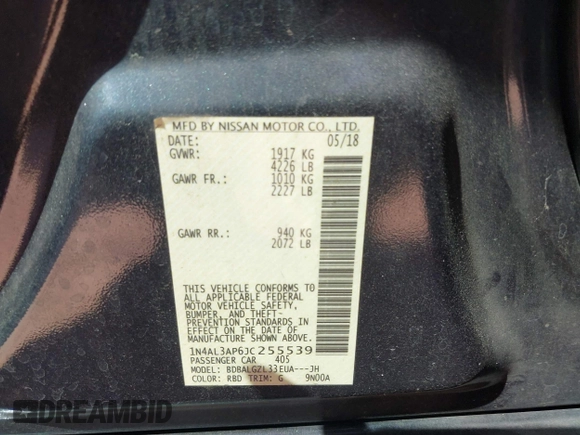 MFD BY NISSAN MOTOR CO., LTD.
DATE: 05/18
GVWR: 1917 KG
4226 LB
GAWR FR.: 1010 KG
2227 LB
GAWR RR.: 940 KG
2072 LB
THIS VEHICLE CONFORMS TO
ALL APPLICABLE FEDERAL
MOTOR VEHICLE SAFETY,
BUMPER, AND THEFT-
PREVENTION STANDARDS IN
EFFECT ON THE DATE OF
MANUFACTURE SHOWN ABOVE.
1N4AL3AP6JC255539
PASSENGER CAR 405
MODEL: BDBALGZL33EUA---JH
COLOR: RBD TRIM: G 9N00A
DREAMBID